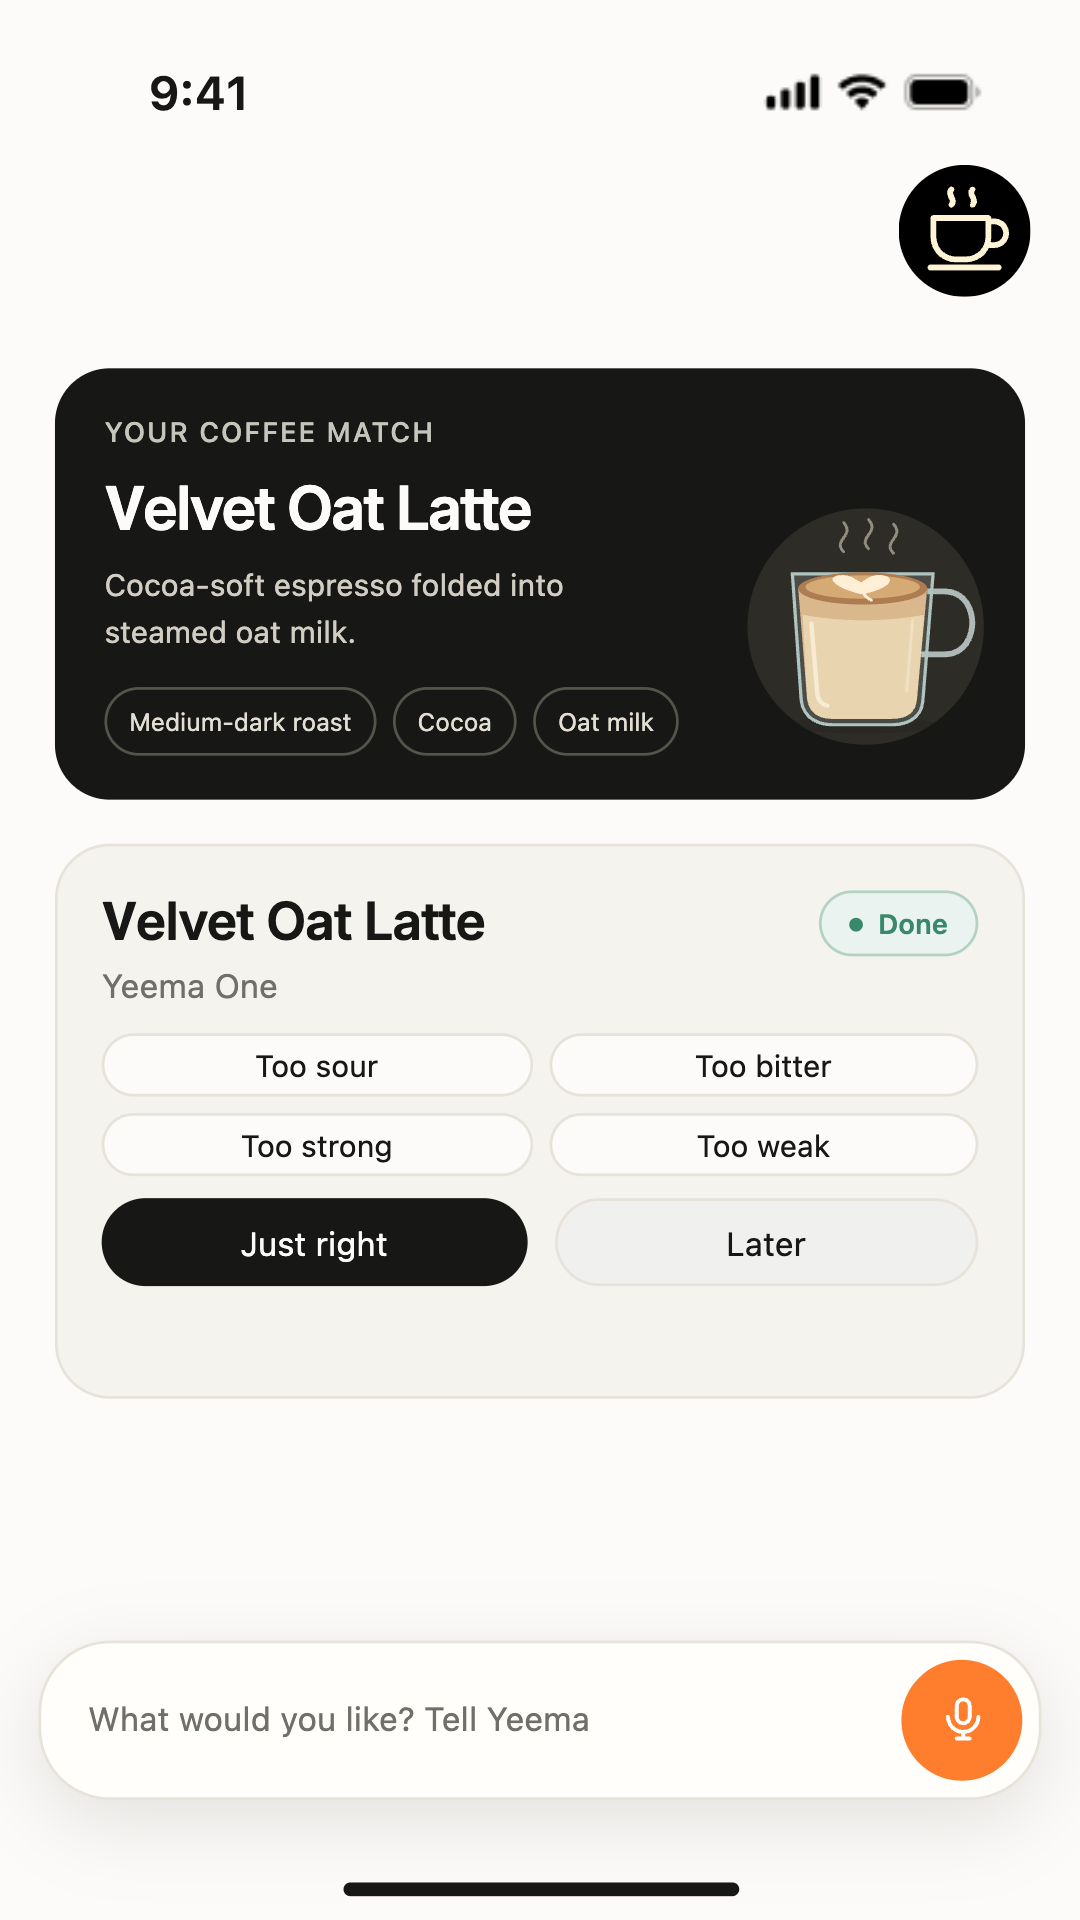 9:41
YOUR COFFEE MATCH
Velvet Oat Latte
Cocoa-soft espresso folded into
steamed oat milk.
Medium-dark roast
Cocoa
Oat milk
Velvet Oat Latte
Done
Yeema One
Too sour
Too bitter
Too strong
Too weak
Just right
Later
What would you like? Tell Yeema